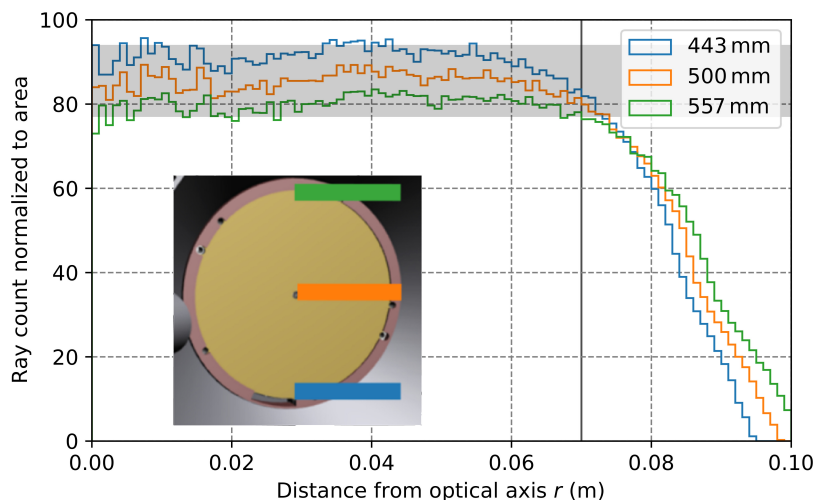 100
80
60
40
20
0
Ray count normalized to area
443 mm
500 mm
557 mm
0.00
0.02
0.04
0.06
0.08
0.10
Distance from optical axis r (m)